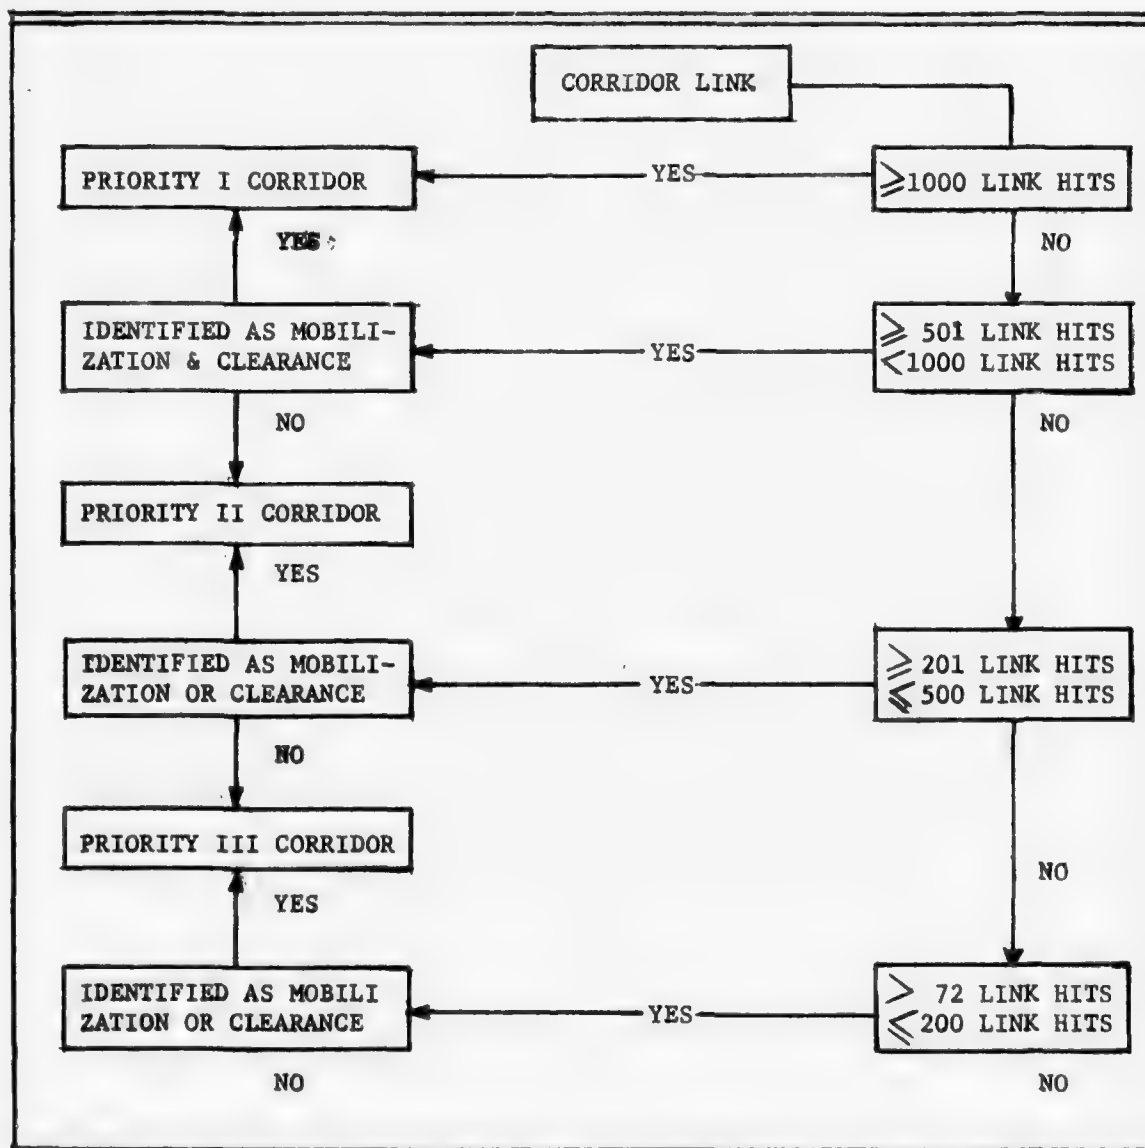 CORRIDOR LINK
PRIORITY I CORRIDOR
YES
⩾1000 LINK HITS
YES
NO
IDENTIFIED AS MOBILI-
ZATION & CLEARANCE
YES
⩾ 501 LINK HITS
<1000 LINK HITS
NO
NO
PRIORITY II CORRIDOR
YES
IDENTIFIED AS MOBILI-
ZATION OR CLEARANCE
YES
⩾ 201 LINK HITS
⩽ 500 LINK HITS
NO
PRIORITY III CORRIDOR
NO
YES
IDENTIFIED AS MOBILI
ZATION OR CLEARANCE
YES
> 72 LINK HITS
⩽200 LINK HITS
NO
NO